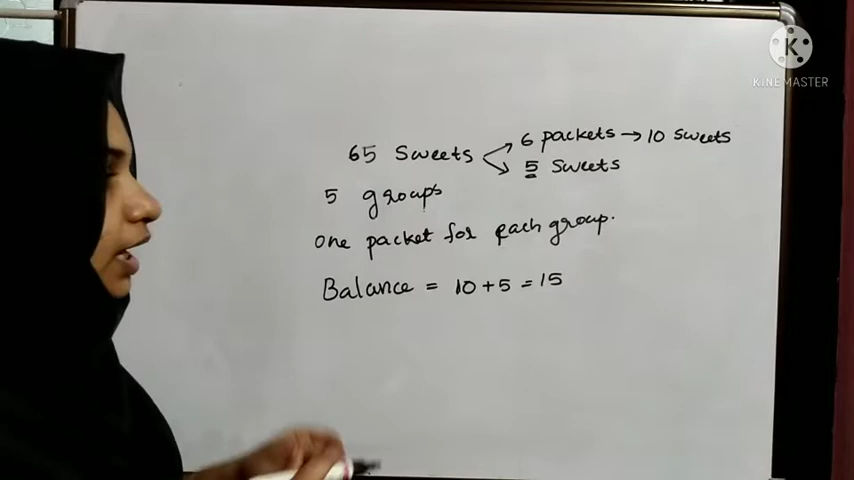 K
KINEMASTER
65 Sweets
6 packets → 10 sweets
5 Sweets
5 groups
One packet for each group.
Balance = 10 + 5 = 15